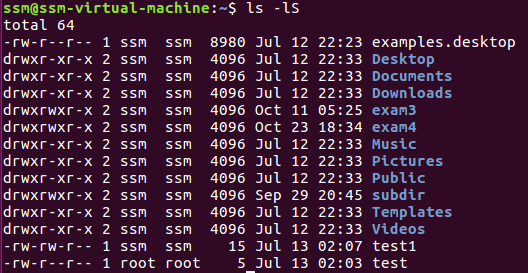 ssm@ssm-virtual-machine:~$ ls -lS
total 64
-rw-r--r-- 1 ssm  ssm  8980 Jul 12 22:23 examples.desktop
drwxr-xr-x 2 ssm  ssm  4096 Jul 12 22:33 Desktop
drwxr-xr-x 2 ssm  ssm  4096 Jul 12 22:33 Documents
drwxr-xr-x 2 ssm  ssm  4096 Jul 12 22:33 Downloads
drwxrwxr-x 2 ssm  ssm  4096 Oct 11 05:25 exam3
drwxrwxr-x 2 ssm  ssm  4096 Oct 23 18:34 exam4
drwxr-xr-x 2 ssm  ssm  4096 Jul 12 22:33 Music
drwxr-xr-x 2 ssm  ssm  4096 Jul 12 22:33 Pictures
drwxr-xr-x 2 ssm  ssm  4096 Jul 12 22:33 Public
drwxrwxr-x 2 ssm  ssm  4096 Sep 29 20:45 subdir
drwxr-xr-x 2 ssm  ssm  4096 Jul 12 22:33 Templates
drwxr-xr-x 2 ssm  ssm  4096 Jul 12 22:33 Videos
-rw-rw-r-- 1 ssm  ssm    15 Jul 13 02:07 test1
-rw-r--r-- 1 root root    5 Jul 13 02:03 test